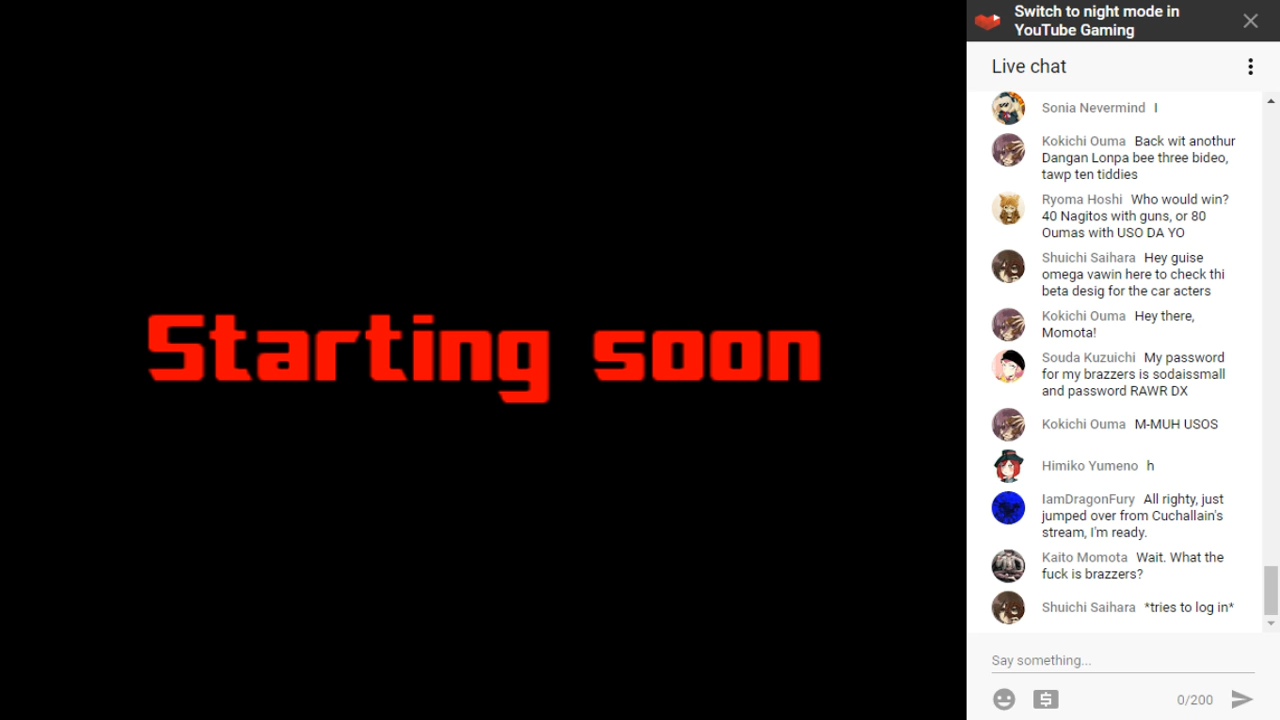 Starting soon
Switch to night mode in
YouTube Gaming
Live chat
Sonia Nevermind I
Kokichi Ouma Back wit anothur
Dangan Lonpa bee three bideo,
tawp ten tiddies
Ryoma Hoshi Who would win?
40 Nagitos with guns, or 80
Oumas with USO DA YO
Shuichi Saihara Hey guise
omega vawin here to check thi
beta desig for the car acters
Kokichi Ouma Hey there,
Momota!
Souda Kuzuichi My password
for my brazzers is sodaissmall
and password RAWR DX
Kokichi Ouma M-MUH USOS
Himiko Yumeno h
IamDragonFury All righty, just
jumped over from Cuchallain's
stream, I'm ready.
Kaito Momota Wait. What the
fuck is brazzers?
Shuichi Saihara *tries to log in*
Say something...
0/200